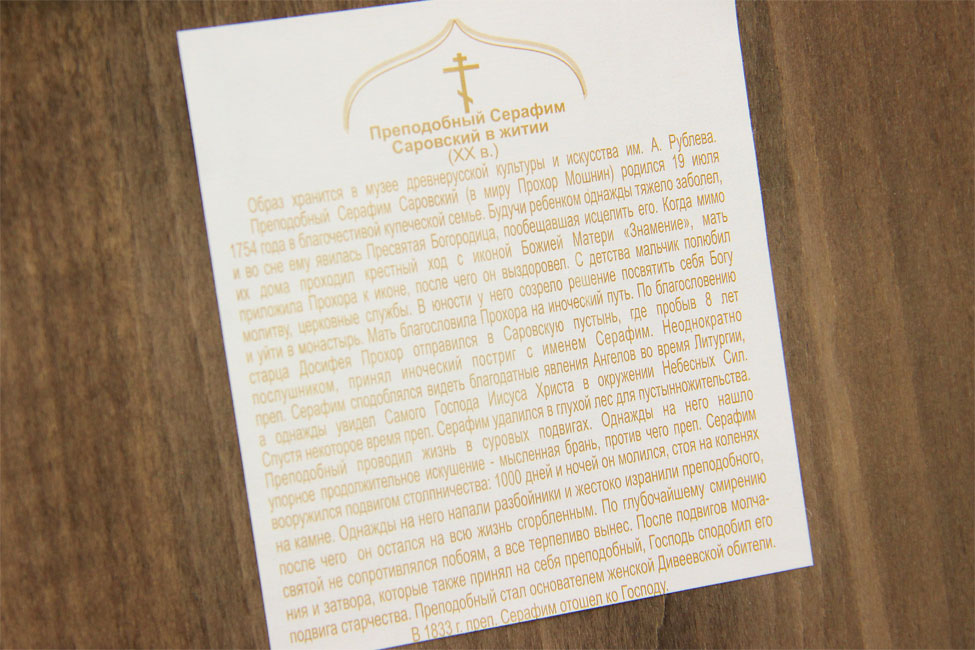 Преподобный Серафим
Саровский в житии
(XX в.)
Образ хранится в музее древнерусской культуры и искусства им. А. Рублева.
Преподобный Серафим Саровский (в миру Прохор Мошнин) родился 19 июля
1754 года в благочестивой купеческой семье. Будучи ребенком однажды тяжело заболел,
и во сне ему явилась Пресвятая Богородица, пообещавшая исцелить его. Когда мимо
их дома проходил крестный ход с иконой Божией Матери «Знамение», мать
приложила Прохора к иконе, после чего он выздоровел. С детства мальчик полюбил
молитву, церковные службы. В юности у него созрело решение посвятить себя Богу
и уйти в монастырь. Мать благословила Прохора на иноческий путь. По благословению
старца Досифея Прохор отправился в Саровскую пустынь, где пробыв 8 лет
послушником, принял иноческий постриг с именем Серафим. Неоднократно
преп. Серафим сподоблялся видеть благодатные явления Ангелов во время Литургии,
а однажды увидел Самого Господа Иисуса Христа в окружении Небесных Сил.
Спустя некоторое время преп. Серафим удалился в глухой лес для пустынножительства.
Преподобный проводил жизнь в суровых подвигах. Однажды на него нашло
упорное продолжительное искушение - мысленная брань, против чего преп. Серафим
вооружился подвигом столпничества: 1000 дней и ночей он молился, стоя на коленях
на камне. Однажды на него напали разбойники и жестоко изранили преподобного,
после чего он остался на всю жизнь сгорбленным. По глубочайшему смирению
святой не сопротивлялся побоям, а все терпеливо вынес. После подвигов молча-
ния и затвора, которые также принял на себя преподобный, Господь сподобил его
подвига старчества. Преподобный стал основателем женской Дивеевской обители.
В 1833 г. преп. Серафим отошел ко Господу.